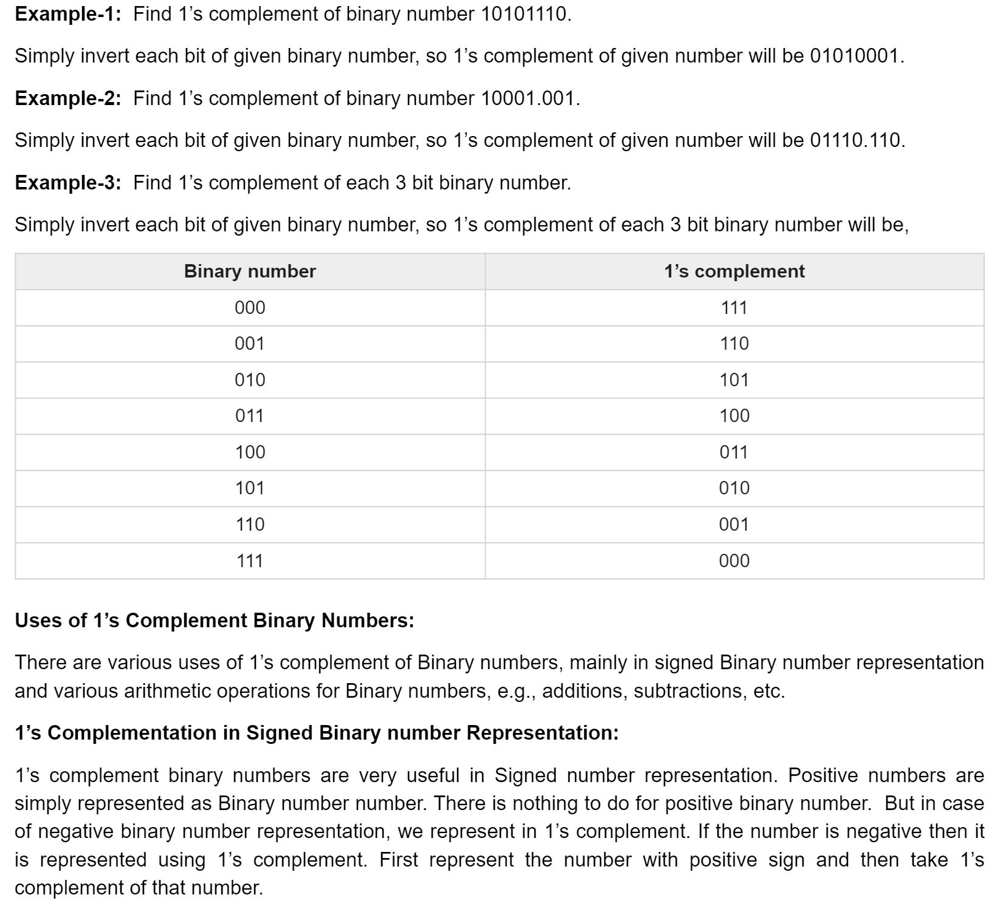 Example-1:  Find 1’s complement of binary number 10101110.
Simply invert each bit of given binary number, so 1’s complement of given number will be 01010001.
Example-2:  Find 1’s complement of binary number 10001.001.
Simply invert each bit of given binary number, so 1’s complement of given number will be 01110.110.
Example-3:  Find 1’s complement of each 3 bit binary number.
Simply invert each bit of given binary number, so 1’s complement of each 3 bit binary number will be,
Binary number 1’s complement
000 111
001 110
010 101
011 100
100 011
101 010
110 001
111 000
Uses of 1’s Complement Binary Numbers:
There are various uses of 1’s complement of Binary numbers, mainly in signed Binary number representation
and various arithmetic operations for Binary numbers, e.g., additions, subtractions, etc.
1’s Complementation in Signed Binary number Representation:
1’s complement binary numbers are very useful in Signed number representation. Positive numbers are
simply represented as Binary number number. There is nothing to do for positive binary number.  But in case
of negative binary number representation, we represent in 1’s complement. If the number is negative then it
is represented using 1’s complement. First represent the number with positive sign and then take 1’s
complement of that number.